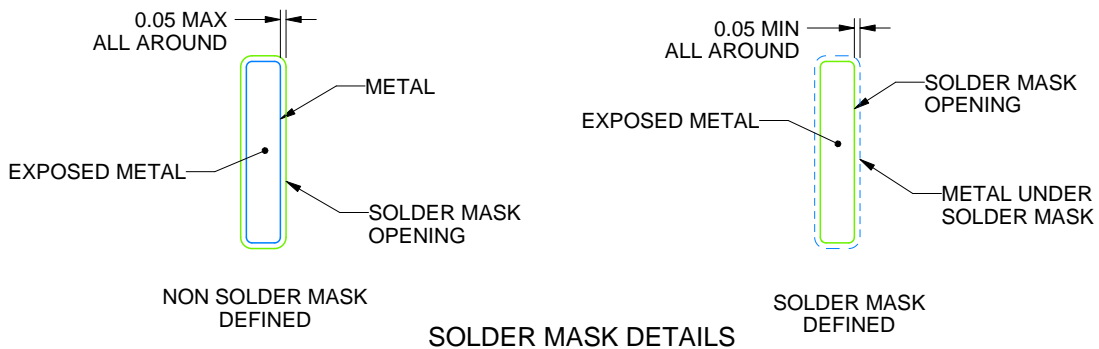 0.05 MAX
ALL AROUND
METAL
EXPOSED METAL
SOLDER MASK
OPENING
NON SOLDER MASK
DEFINED
0.05 MIN
ALL AROUND
SOLDER MASK
OPENING
EXPOSED METAL
METAL UNDER
SOLDER MASK
SOLDER MASK
DEFINED
SOLDER MASK DETAILS